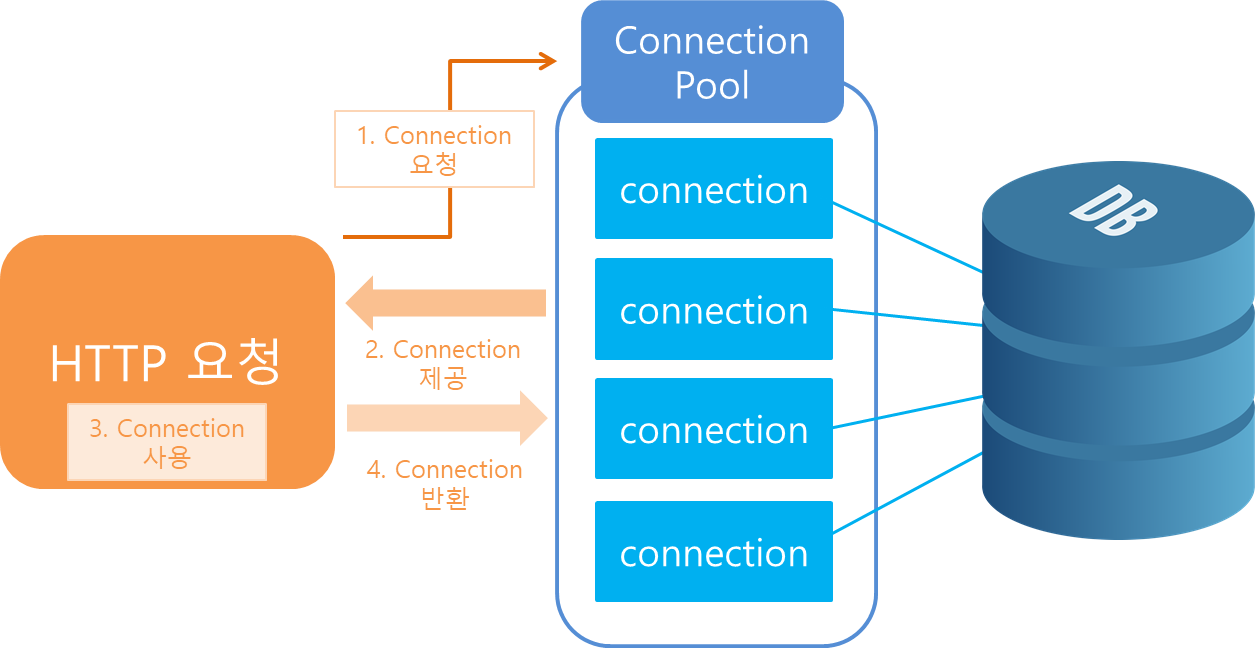 Connection
Pool
1. Connection
요청
connection
DB
connection
HTTP 요청
2. Connection
제공
3. Connection
사용
connection
4. Connection
반환
connection